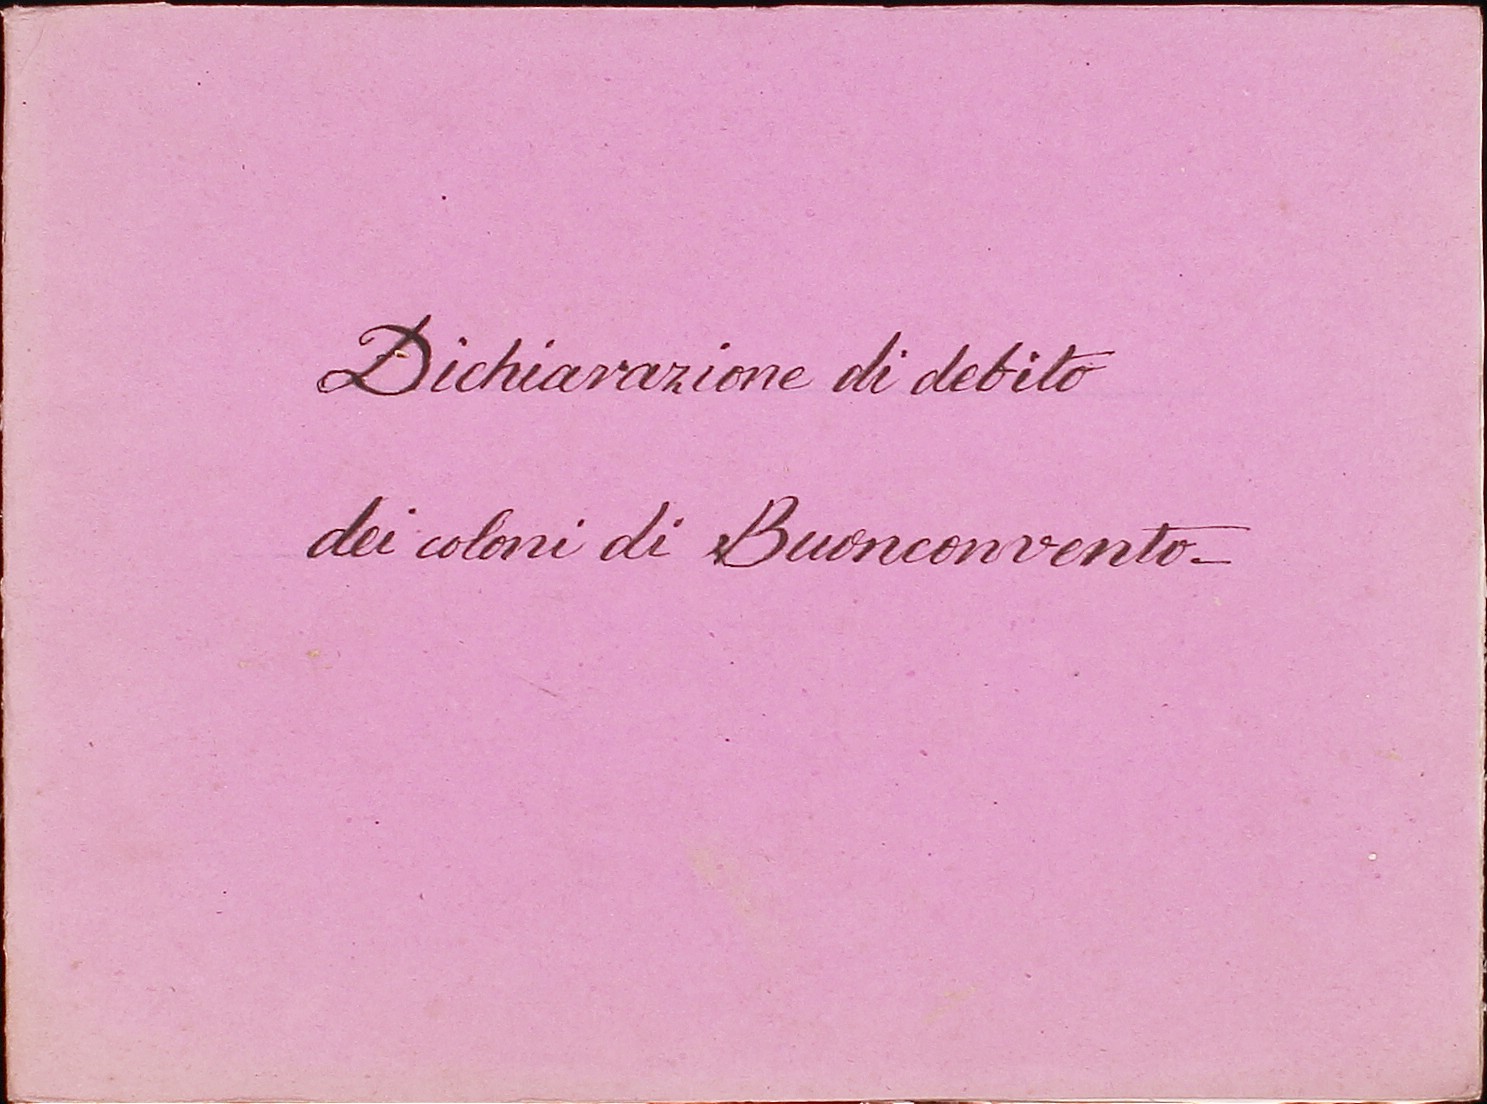 Dichiarazione di debito
dei coloni di Buonconvento-